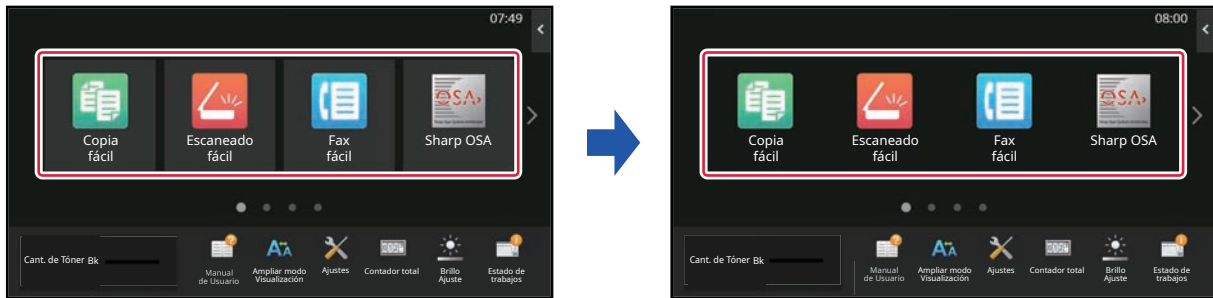 07:49
Copia
fácil
Escaneado
fácil
Fax
fácil
OSA
Sharp OSA
Cant. de Tóner Bk
Manual
de Usuario
Ampliar modo
Visualización
Ajustes
Contador total
Brillo
Ajuste
Estado de
trabajos
08:00
Copia
fácil
Escaneado
fácil
Fax
fácil
OSA
Sharp OSA
Cant. de Tóner Bk
Manual
de Usuario
Ampliar modo
Visualización
Ajustes
Contador total
Brillo
Ajuste
Estado de
trabajos